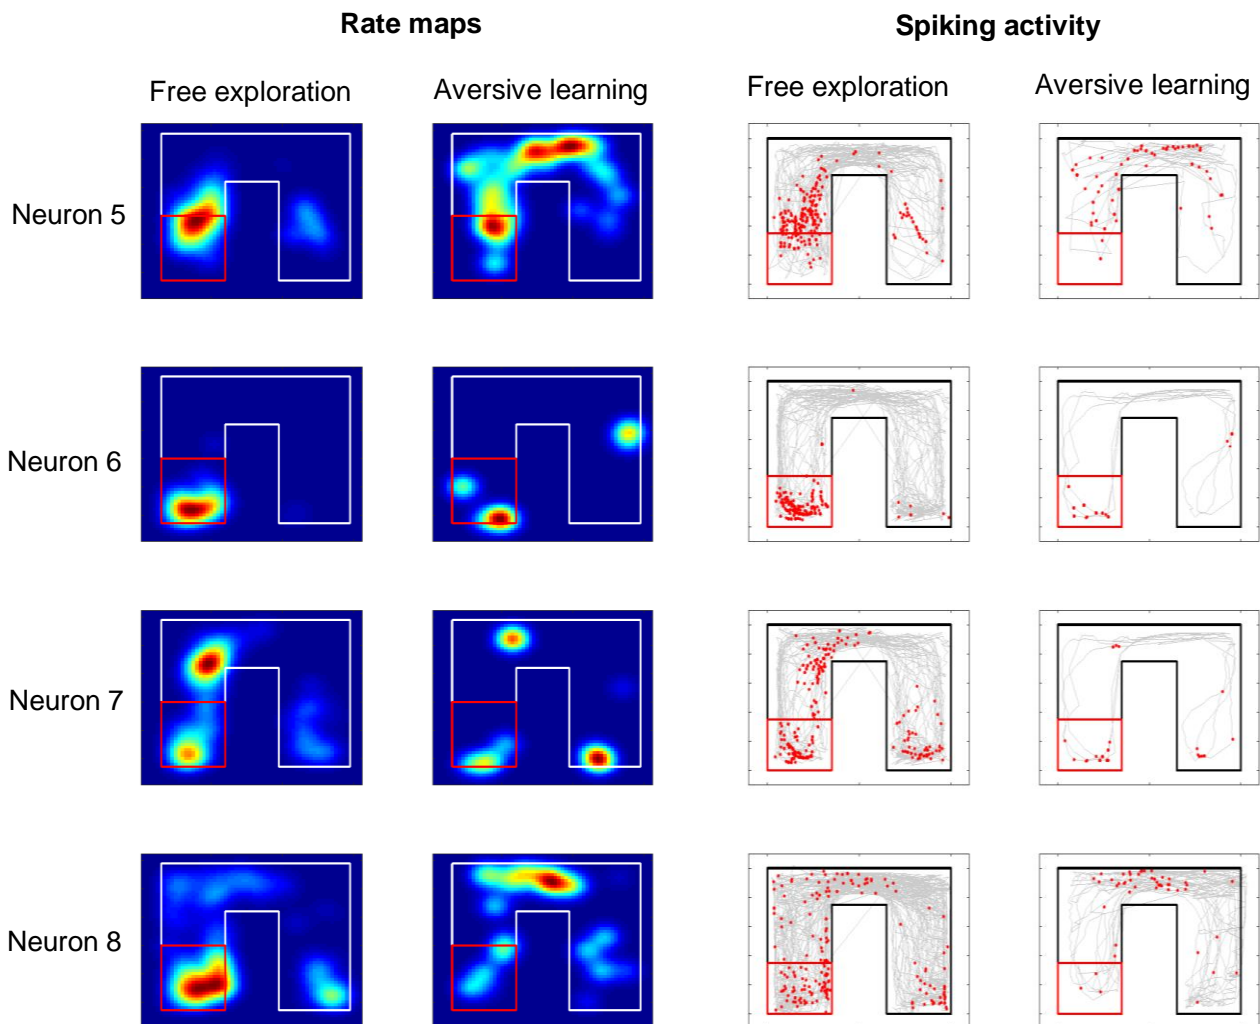 Rate maps
Spiking activity
Free exploration
Aversive learning
Free exploration
Aversive learning
Neuron 5
Neuron 6
Neuron 7
Neuron 8